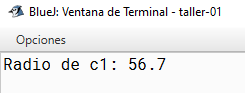 BlueJ: Ventana de Terminal - taller-01
Opciones
Radio de c1: 56.7